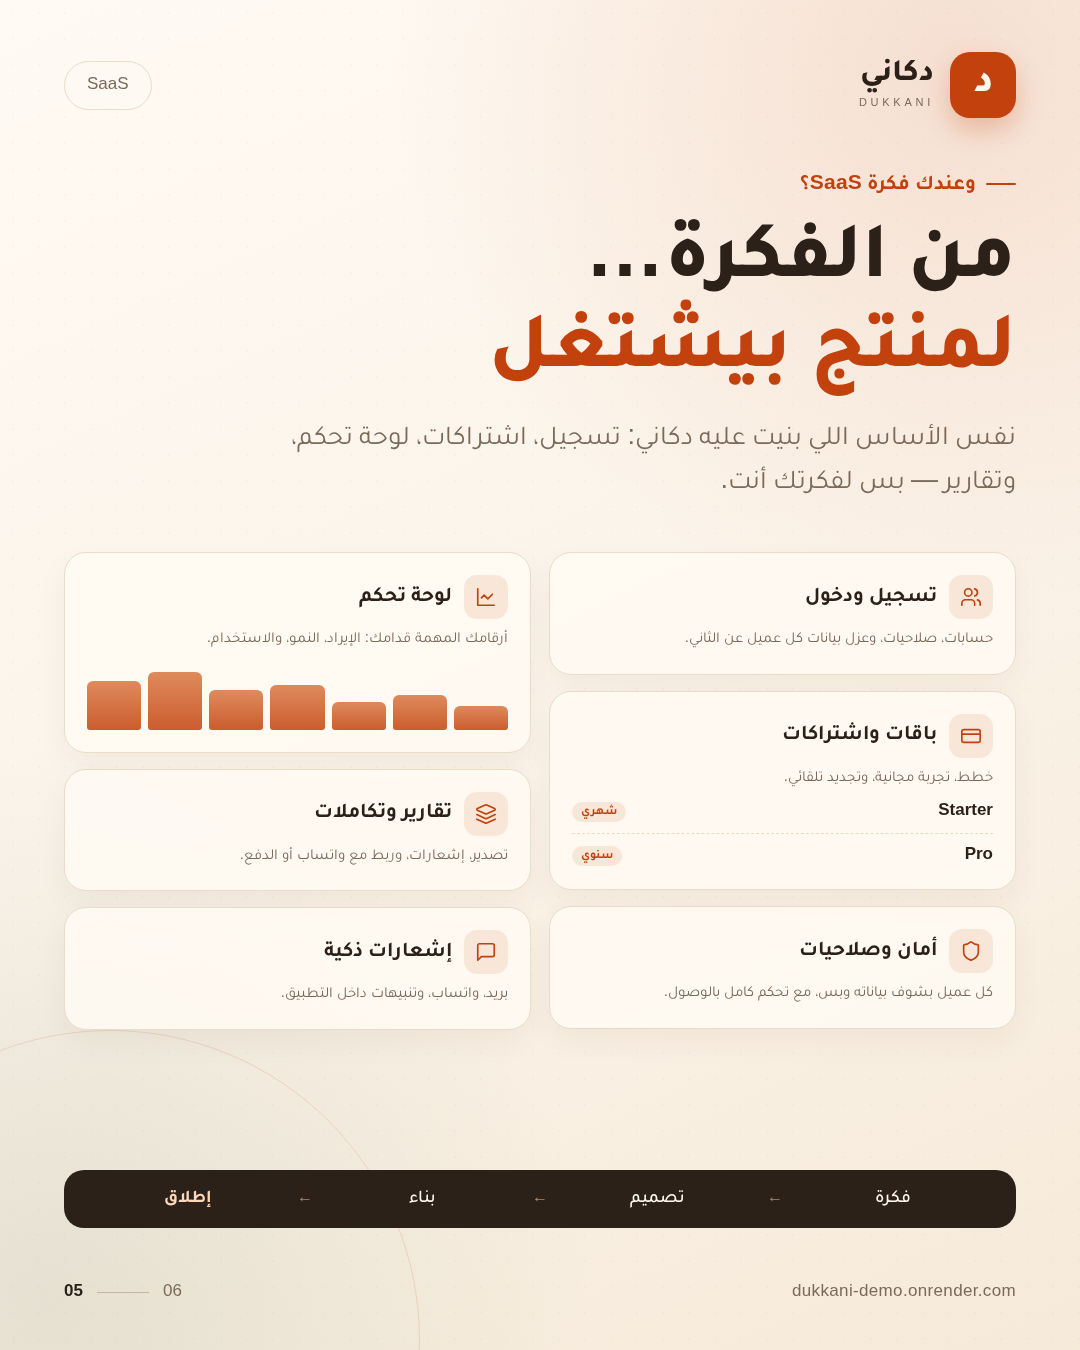 د
دكاني
DUKKANI
SaaS
وعندك فكرة SaaS؟
من الفكرة...
لمنتج بيشتغل
نفس الأساس اللي بنيت عليه دكاني: تسجيل، اشتراكات، لوحة تحكم،
وتقارير — بس لفكرتك أنت.
تسجيل ودخول
حسابات، صلاحيات، وعزل بيانات كل عميل عن الثاني.
باقات واشتراكات
خطط، تجربة مجانية، وتجديد تلقائي.
Starter شهري
Pro سنوي
أمان وصلاحيات
كل عميل بشوف بياناته وبس، مع تحكم كامل بالوصول.
لوحة تحكم
أرقامك المهمة قدامك: الإيراد، النمو، والاستخدام.
تقارير وتكاملات
تصدير، إشعارات، وربط مع واتساب أو الدفع.
إشعارات ذكية
بريد، واتساب، وتنبيهات داخل التطبيق.
فكرة ← تصميم ← بناء ← إطلاق
dukkani-demo.onrender.com
05 — 06